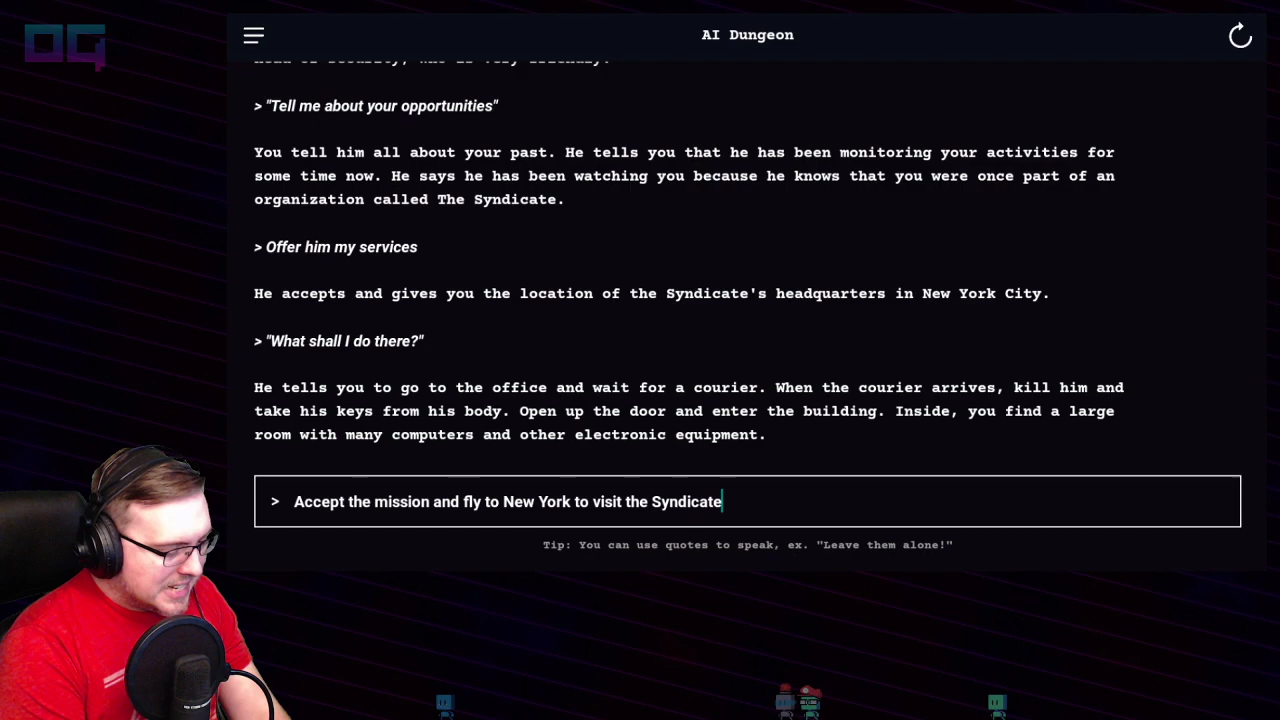 OG
AI Dungeon
> "Tell me about your opportunities"
You tell him all about your past. He tells you that he has been monitoring your activities for
some time now. He says he has been watching you because he knows that you were once part of an
organization called The Syndicate.
> Offer him my services
He accepts and gives you the location of the Syndicate's headquarters in New York City.
> "What shall I do there?"
He tells you to go to the office and wait for a courier. When the courier arrives, kill him and
take his keys from his body. Open up the door and enter the building. Inside, you find a large
room with many computers and other electronic equipment.
> Accept the mission and fly to New York to visit the Syndicate
Tip: You can use quotes to speak, ex. "Leave them alone!"